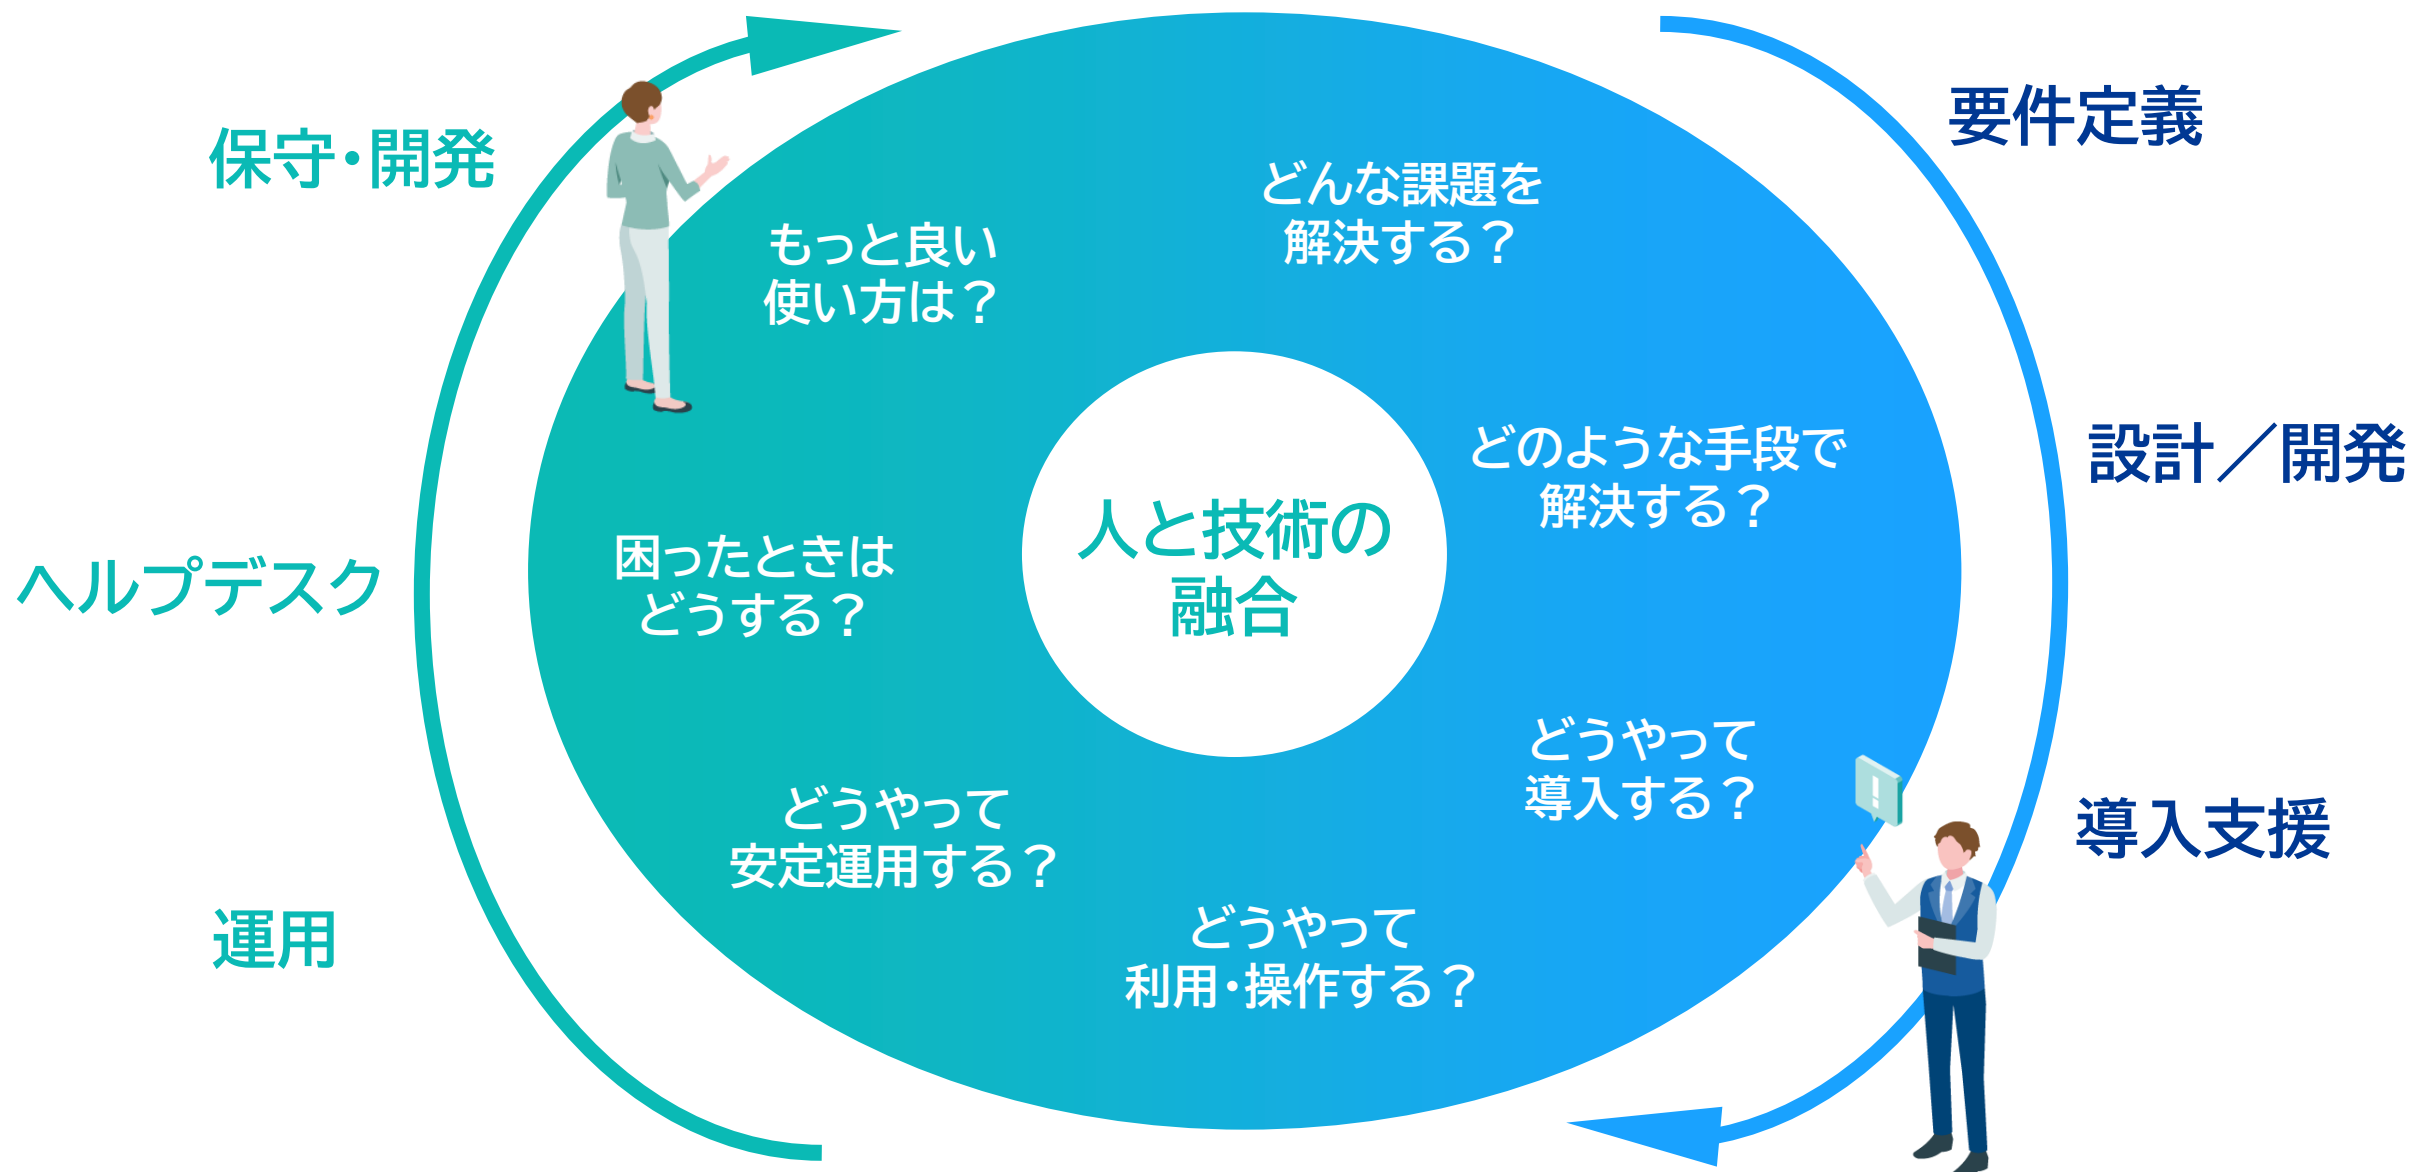 保守・開発
ヘルプデスク
運用
もっと良い
使い方は？
困ったときは
どうする？
どうやって
安定運用する？
人と技術の
融合
どんな課題を
解決する？
どのような手段で
解決する？
どうやって
導入する？
どうやって
利用・操作する？
要件定義
設計／開発
導入支援